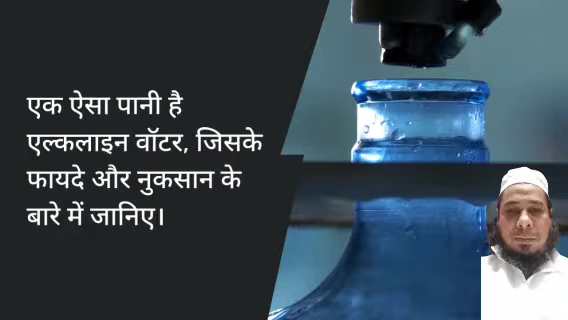 एक ऐसा पानी है
एल्कलाइन वॉटर, जिसके
फायदे और नुकसान के
बारे में जानिए।